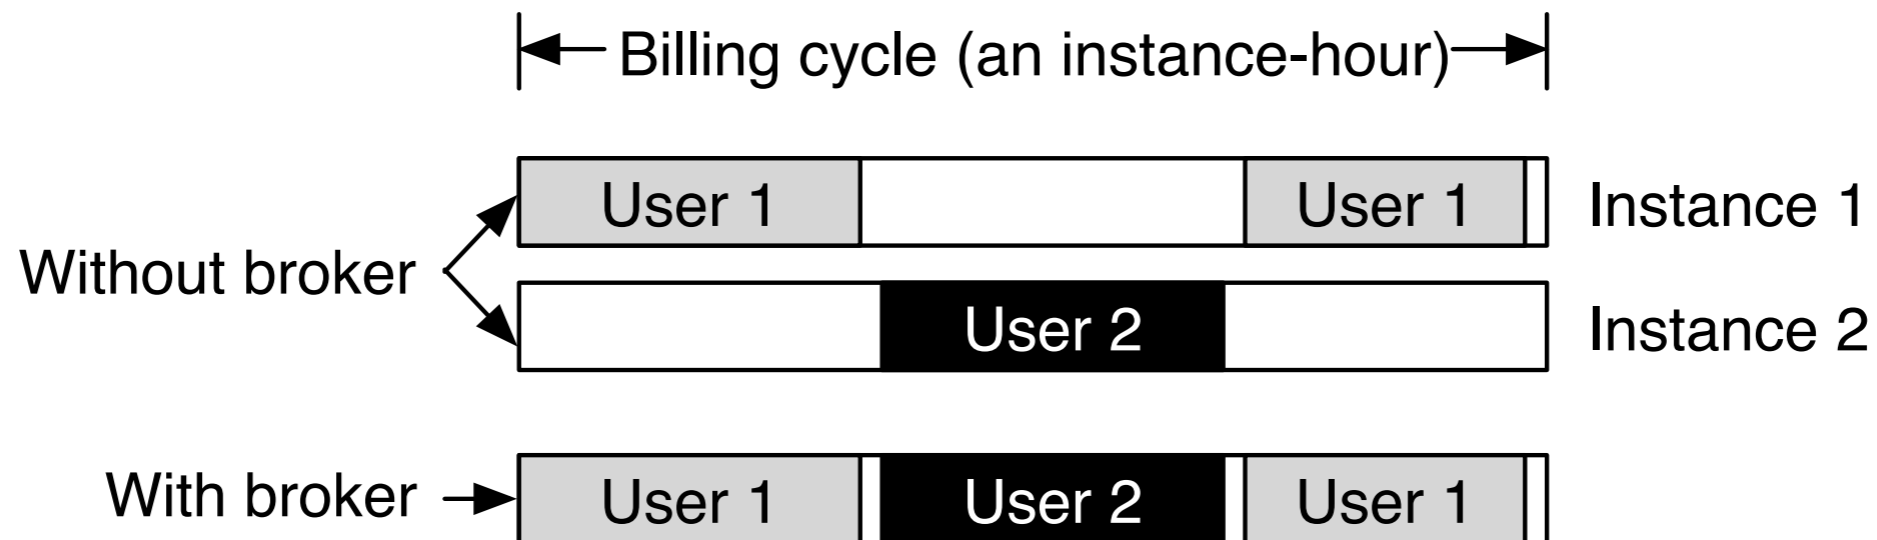 Billing cycle (an instance-hour)
User 1 User 1 Instance 1
Without broker
User 2 Instance 2
With broker User 1 User 2 User 1